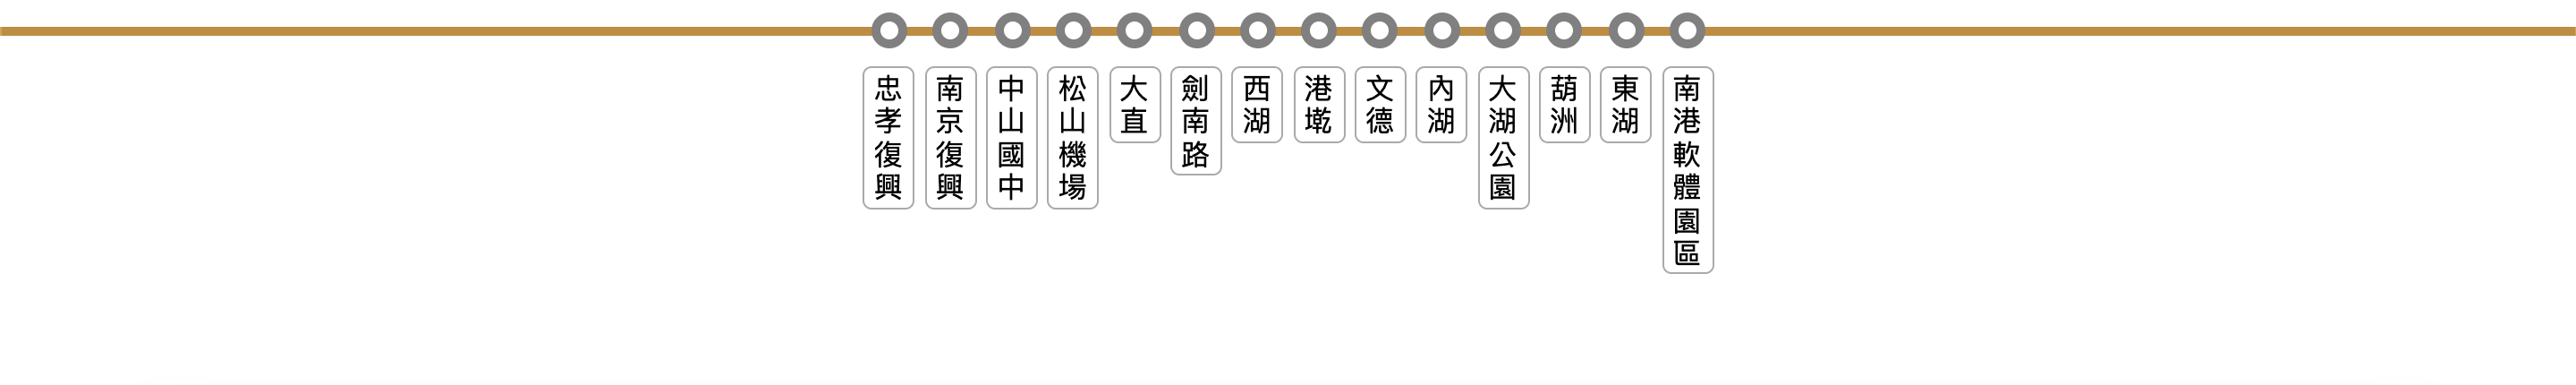 忠孝復興
南京復興
中山國中
松山機場
大直
劍南路
西湖
港墘
文德
內湖
大湖公園
葫洲
東湖
南港軟體園區